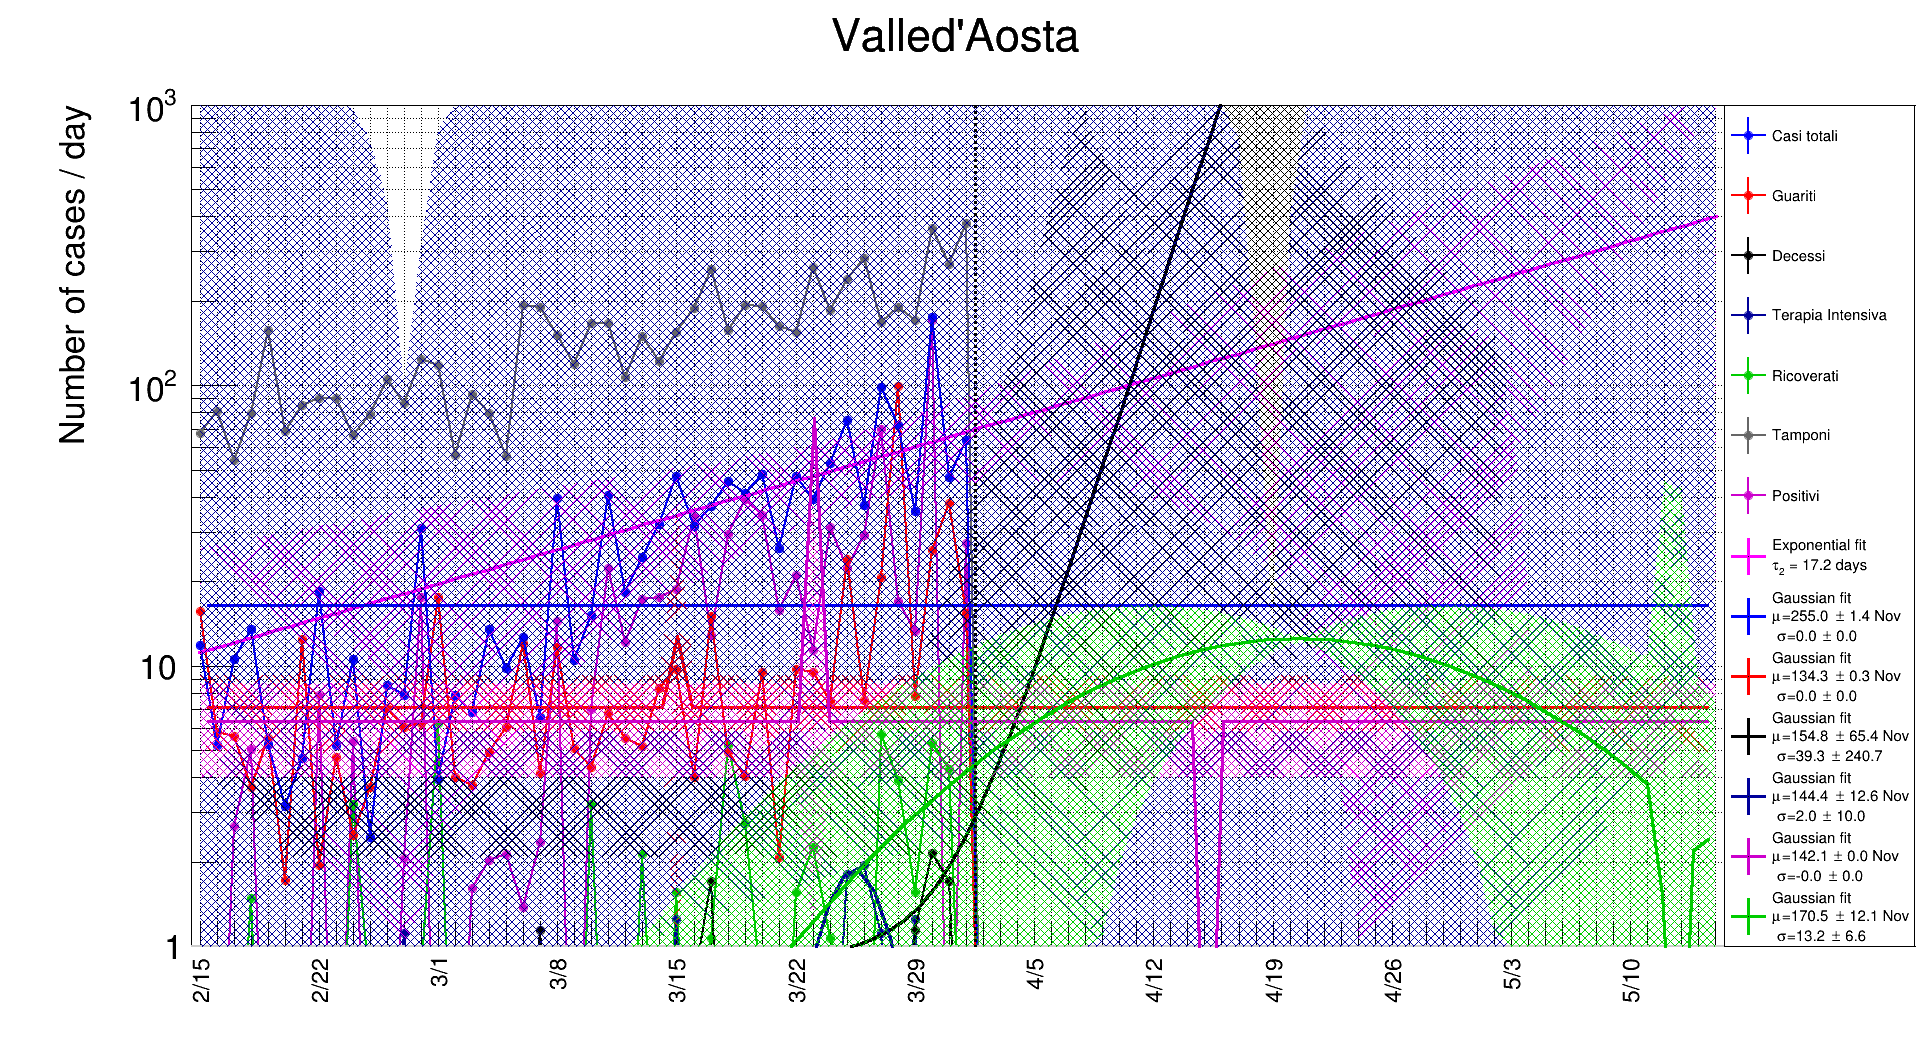 Valled'Aosta
Number of cases / day
10³
10²
10
1
2/15
2/22
3/1
3/8
3/15
3/22
3/29
4/5
4/12
4/19
4/26
5/3
5/10
Casi totali
Guariti
Decessi
Terapia Intensiva
Ricoverati
Tamponi
Positivi
Exponential fit
τ₂ = 17.2 days
Gaussian fit
μ=255.0 ± 1.4 Nov
σ=0.0 ± 0.0
Gaussian fit
μ=134.3 ± 0.3 Nov
σ=0.0 ± 0.0
Gaussian fit
μ=154.8 ± 65.4 Nov
σ=39.3 ± 240.7
Gaussian fit
μ=144.4 ± 12.6 Nov
σ=2.0 ± 10.0
Gaussian fit
μ=142.1 ± 0.0 Nov
σ=-0.0 ± 0.0
Gaussian fit
μ=170.5 ± 12.1 Nov
σ=13.2 ± 6.6